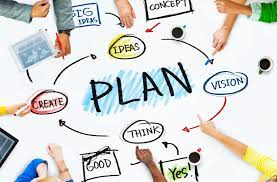 BIG
IDEAS
CONCEPT
IDEAS
CREATE
PLAN
VISION
THINK
GOOD
Yes!